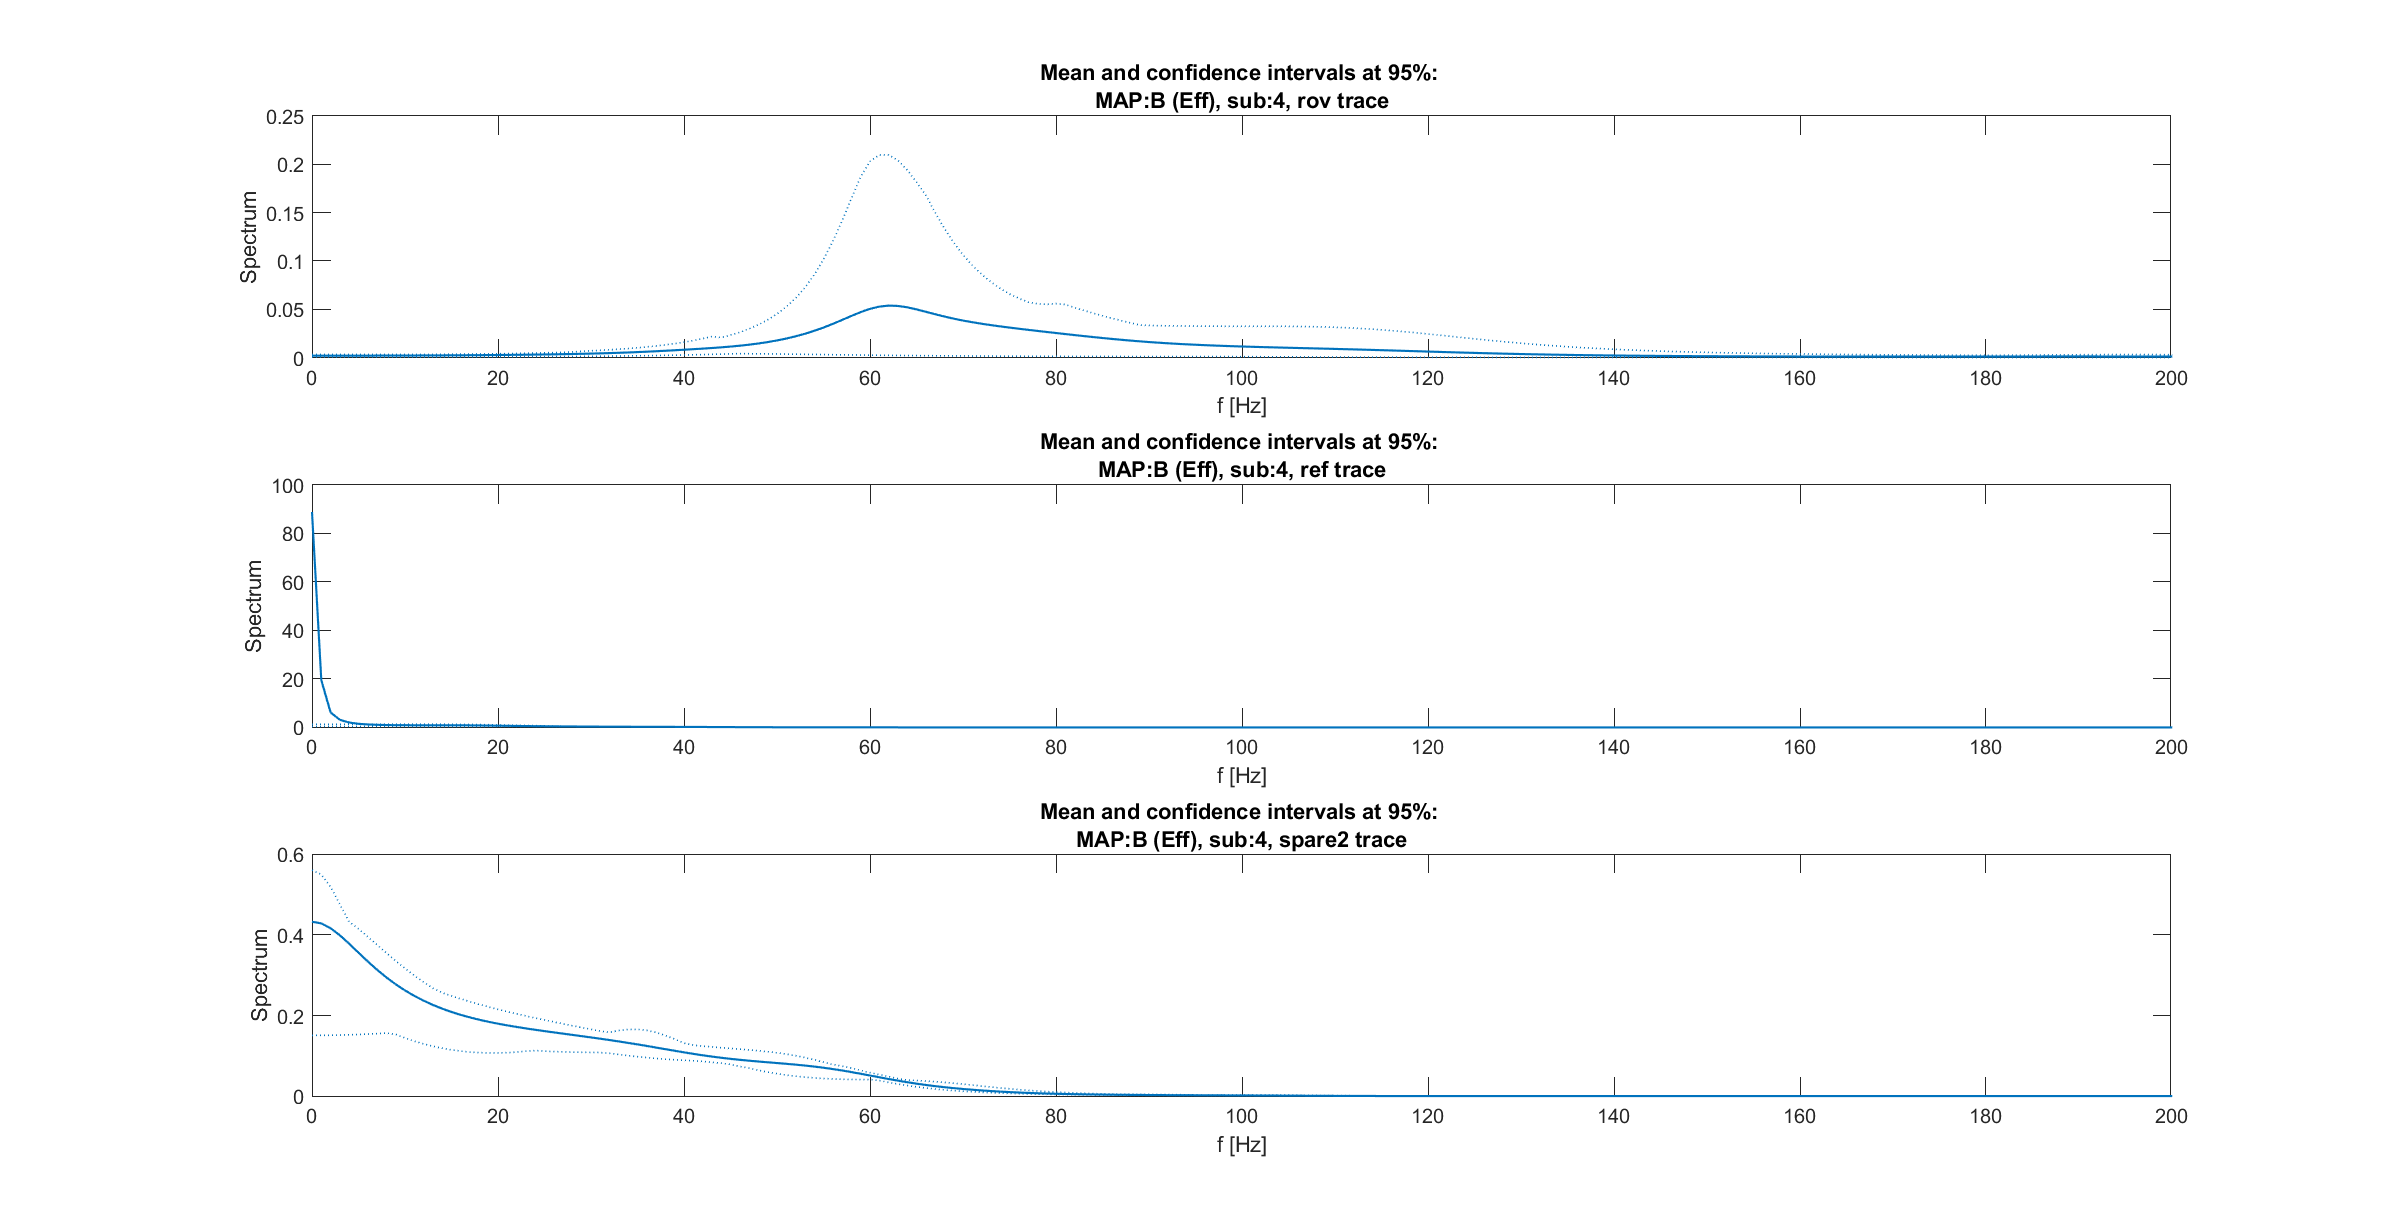 Mean and confidence intervals at 95%:
MAP:B (Eff), sub:4, rov trace
0.25
0.2
0.15
0.1
0.05
0
Spectrum
0 20 40 60 80 100 120 140 160 180 200
f [Hz]
Mean and confidence intervals at 95%:
MAP:B (Eff), sub:4, ref trace
100
80
60
40
20
0
Spectrum
0 20 40 60 80 100 120 140 160 180 200
f [Hz]
Mean and confidence intervals at 95%:
MAP:B (Eff), sub:4, spare2 trace
0.6
0.4
0.2
0
Spectrum
0 20 40 60 80 100 120 140 160 180 200
f [Hz]